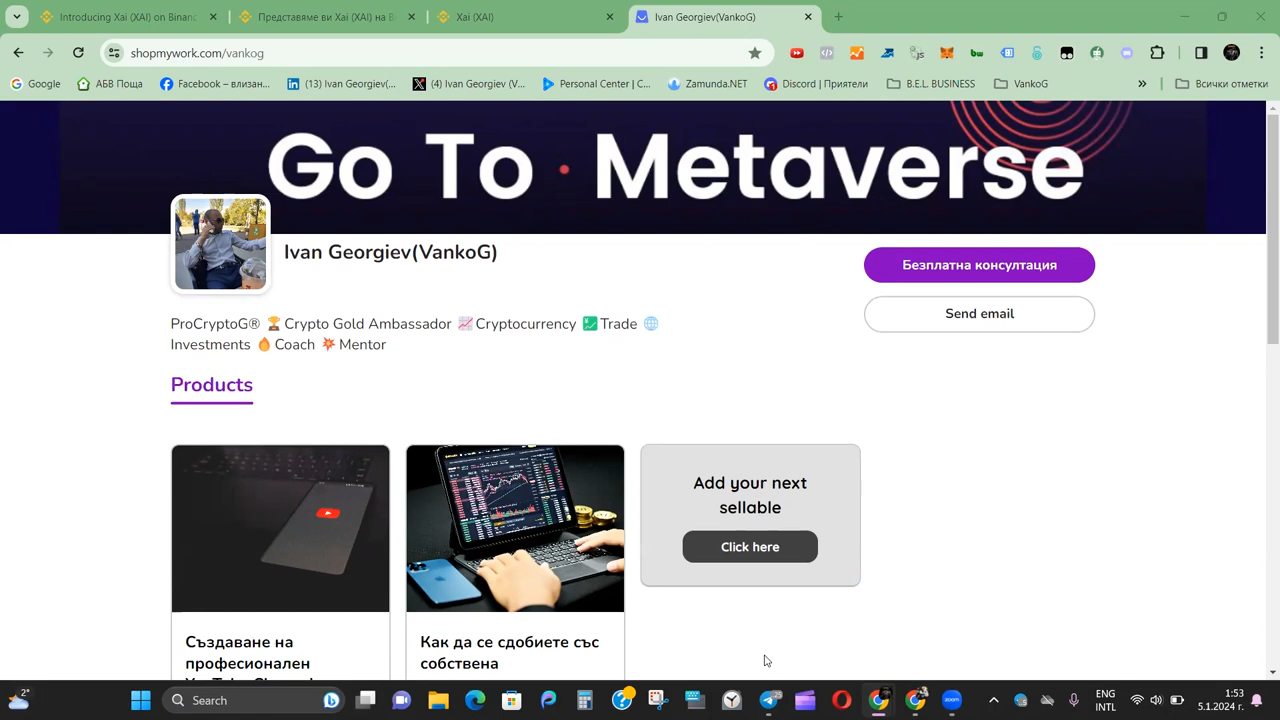 Introducing Xai (XAI) on Binanc
Представяме ви Xai (XAI) на Bi
Xai (XAI)
Ivan Georgiev(VankoG)
shopmywork.com/vankog
Google
АБВ Поща
Facebook – влизан...
(13) Ivan Georgiev(...
(4) Ivan Georgiev (V...
Personal Center | C...
Zamunda.NET
Discord | Приятели
B.E.L. BUSINESS
VankoG
Всички отметки
Go To • Metaverse
Ivan Georgiev(VankoG)
Безплатна консултация
Send email
ProCryptoG® 🏆Crypto Gold Ambassador 📈Cryptocurrency 💹Trade 🌐
Investments 🔥Coach 💥Mentor
Products
Add your next
sellable
Click here
Създаване на
професионален
Как да се сдобиете със
собствена
2°
Search
ENG
INTL
1:53
5.1.2024 г.